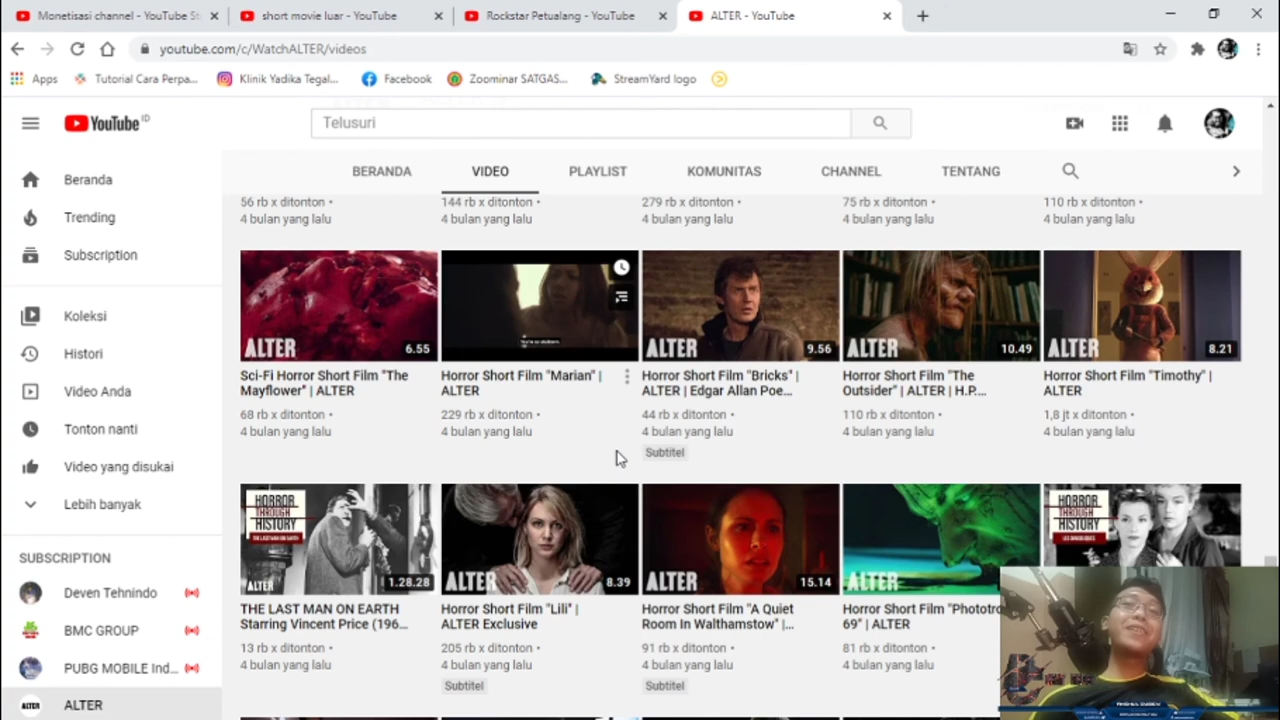 Monetisasi channel - YouTube St
short movie luar - YouTube
Rockstar Petualang - YouTube
ALTER - YouTube
youtube.com/c/WatchALTER/videos
Apps
Tutorial Cara Perpa...
Klinik Yadika Tegal...
Facebook
Zoominar SATGAS...
StreamYard logo
YouTube ID
Telusuri
BERANDA
VIDEO
PLAYLIST
KOMUNITAS
CHANNEL
TENTANG
Beranda
Trending
Subscription
Koleksi
Histori
Video Anda
Tonton nanti
Video yang disukai
Lebih banyak
SUBSCRIPTION
Deven Tehnindo
BMC GROUP
PUBG MOBILE Ind...
ALTER
ALTER
56 rb x ditonton •
4 bulan yang lalu
144 rb x ditonton •
4 bulan yang lalu
279 rb x ditonton •
4 bulan yang lalu
75 rb x ditonton •
4 bulan yang lalu
110 rb x ditonton •
4 bulan yang lalu
ALTER
6.55
Sci-Fi Horror Short Film "The
Mayflower" | ALTER
68 rb x ditonton •
4 bulan yang lalu
Horror Short Film "Marian" |
ALTER
229 rb x ditonton •
4 bulan yang lalu
ALTER
9.56
Horror Short Film "Bricks" |
ALTER | Edgar Allan Poe...
44 rb x ditonton •
4 bulan yang lalu
Subtitel
ALTER
10.49
Horror Short Film "The
Outsider" | ALTER | H.P....
110 rb x ditonton •
4 bulan yang lalu
8.21
Horror Short Film "Timothy" |
ALTER
1,8 jt x ditonton •
4 bulan yang lalu
HORROR
THROUGH
HISTORY
THE LAST MAN ON EARTH
ALTER
1.28.28
THE LAST MAN ON EARTH
Starring Vincent Price (196...
13 rb x ditonton •
4 bulan yang lalu
ALTER
8.39
Horror Short Film "Lili" |
ALTER Exclusive
205 rb x ditonton •
4 bulan yang lalu
Subtitel
ALTER
15.14
Horror Short Film "A Quiet
Room In Walthamstow" |...
91 rb x ditonton •
4 bulan yang lalu
Subtitel
ALTER
Horror Short Film "Phototro
69" | ALTER
81 rb x ditonton •
4 bulan yang lalu
HORROR
THROUGH
HISTORY
LES DIABOLIQUES